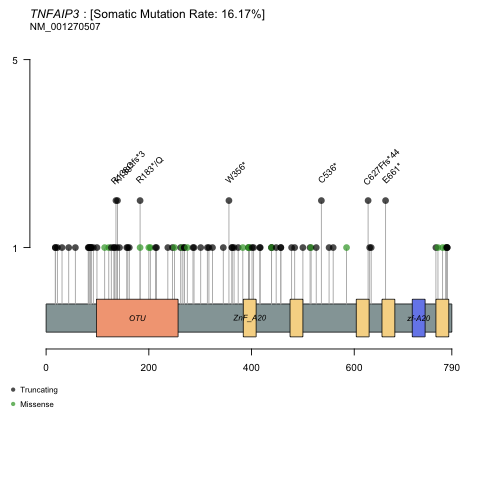 TNFAIP3 : [Somatic Mutation Rate: 16.17%]
NM_001270507
5
R183*/Q
W356*
C536*
C627Ffs*44
E661*
1
OTU
ZnF_A20
zf-A20
0
200
400
600
790
Truncating
Missense